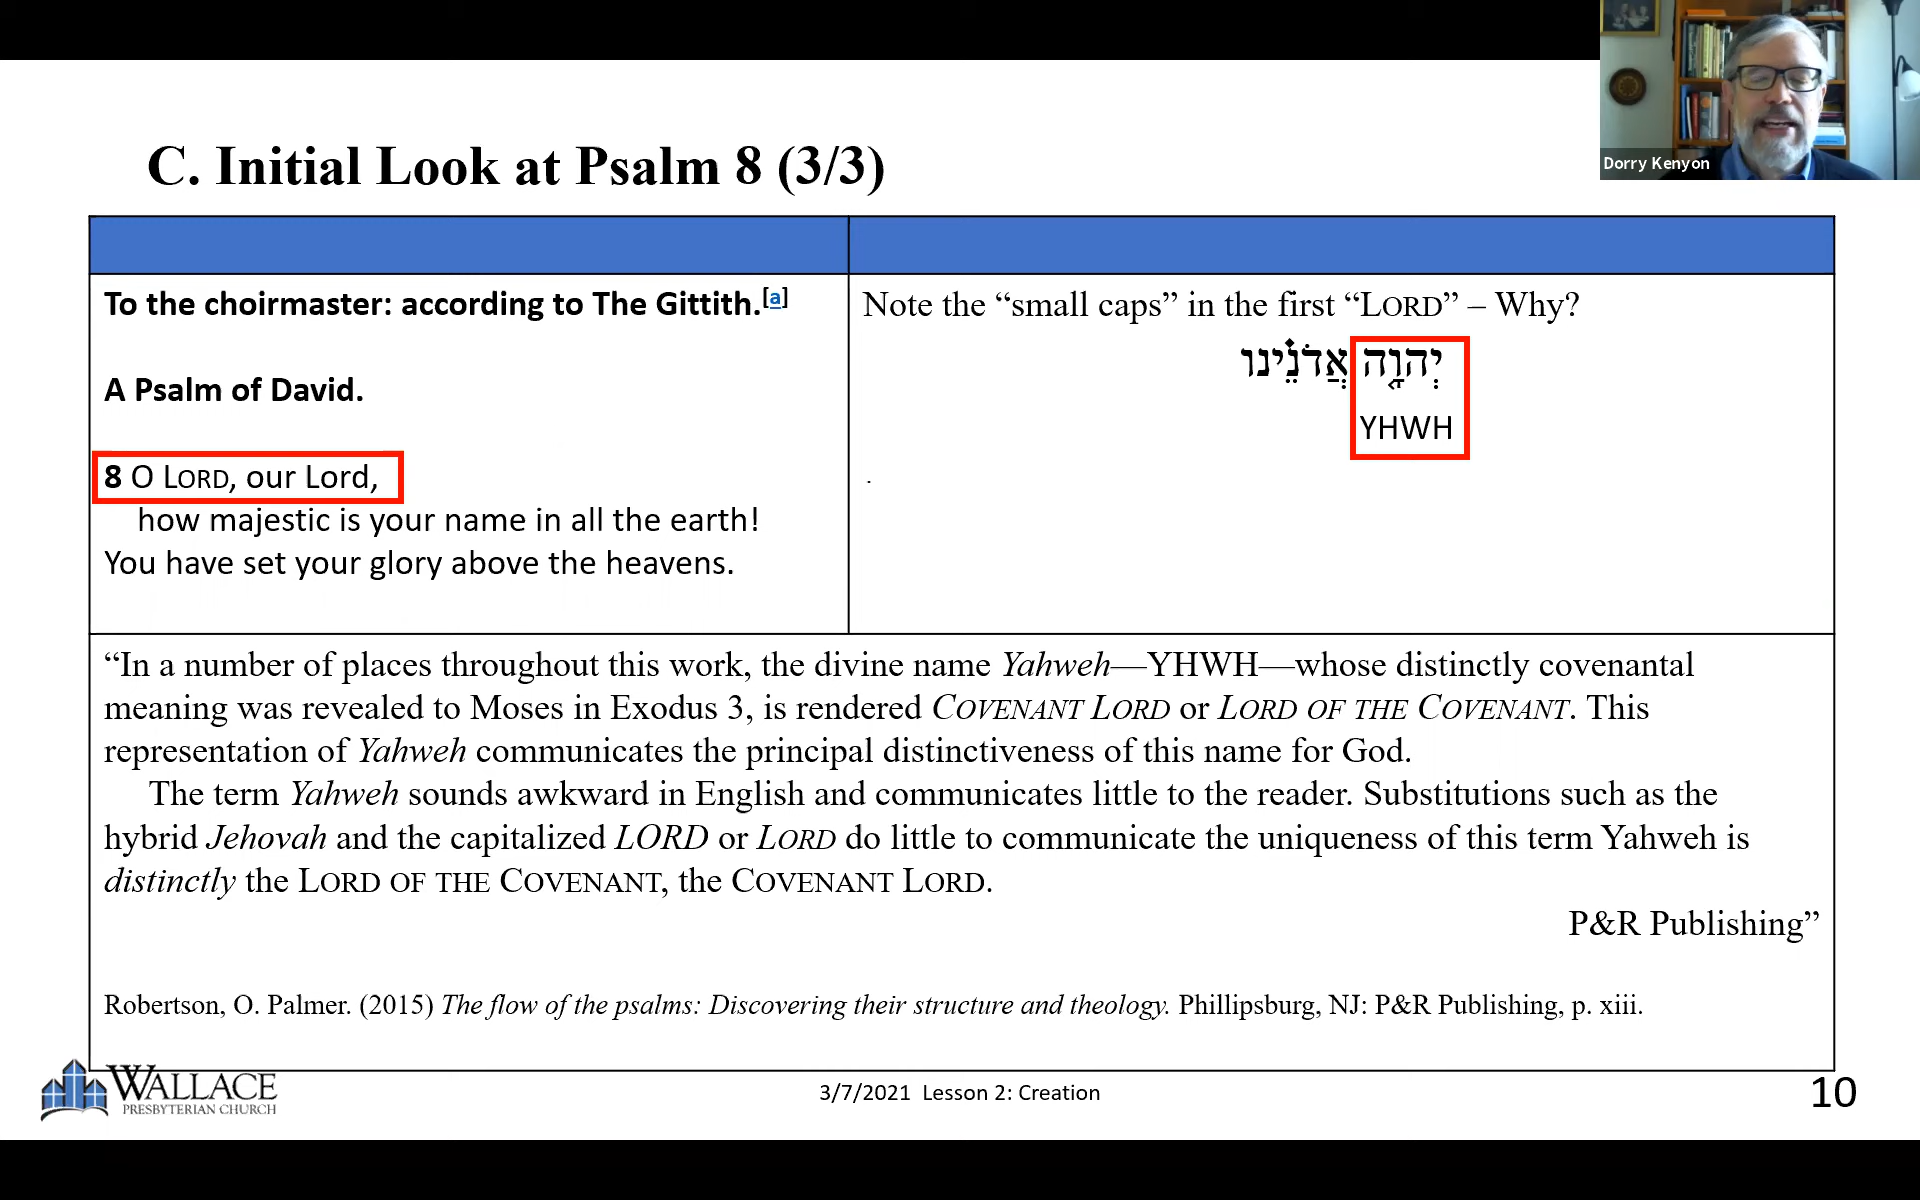 Dorry Kenyon
C. Initial Look at Psalm 8 (3/3)
To the choirmaster: according to The Gittith.[a]
A Psalm of David.
8 O LORD, our Lord,
how majestic is your name in all the earth!
You have set your glory above the heavens.
Note the “small caps” in the first “LORD” – Why?
יְהוָ֤ה אֲדֹנֵ֗ינוּ
YHWH
.
“In a number of places throughout this work, the divine name Yahweh—YHWH—whose distinctly covenantal
meaning was revealed to Moses in Exodus 3, is rendered COVENANT LORD or LORD OF THE COVENANT. This
representation of Yahweh communicates the principal distinctiveness of this name for God.
The term Yahweh sounds awkward in English and communicates little to the reader. Substitutions such as the
hybrid Jehovah and the capitalized LORD or LORD do little to communicate the uniqueness of this term Yahweh is
distinctly the LORD OF THE COVENANT, the COVENANT LORD.
P&R Publishing”
Robertson, O. Palmer. (2015) The flow of the psalms: Discovering their structure and theology. Phillipsburg, NJ: P&R Publishing, p. xiii.
WALLACE
PRESBYTERIAN CHURCH
3/7/2021 Lesson 2: Creation
10